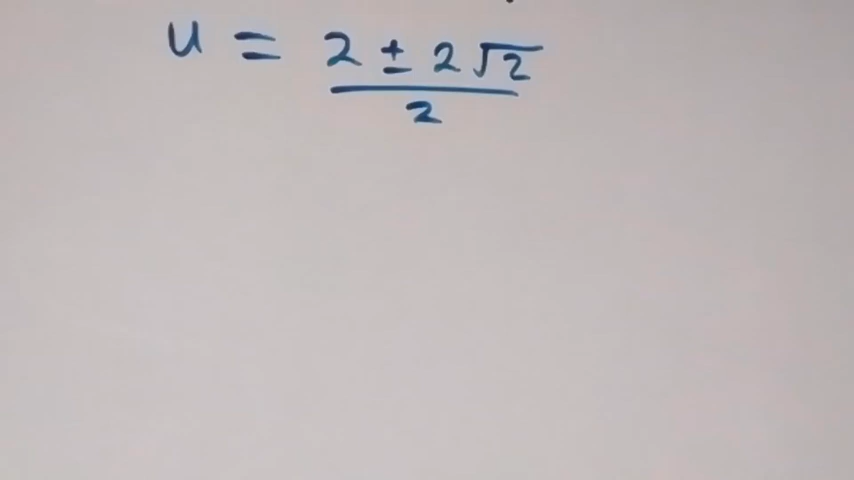 u = 2 ± 2√2 / 2